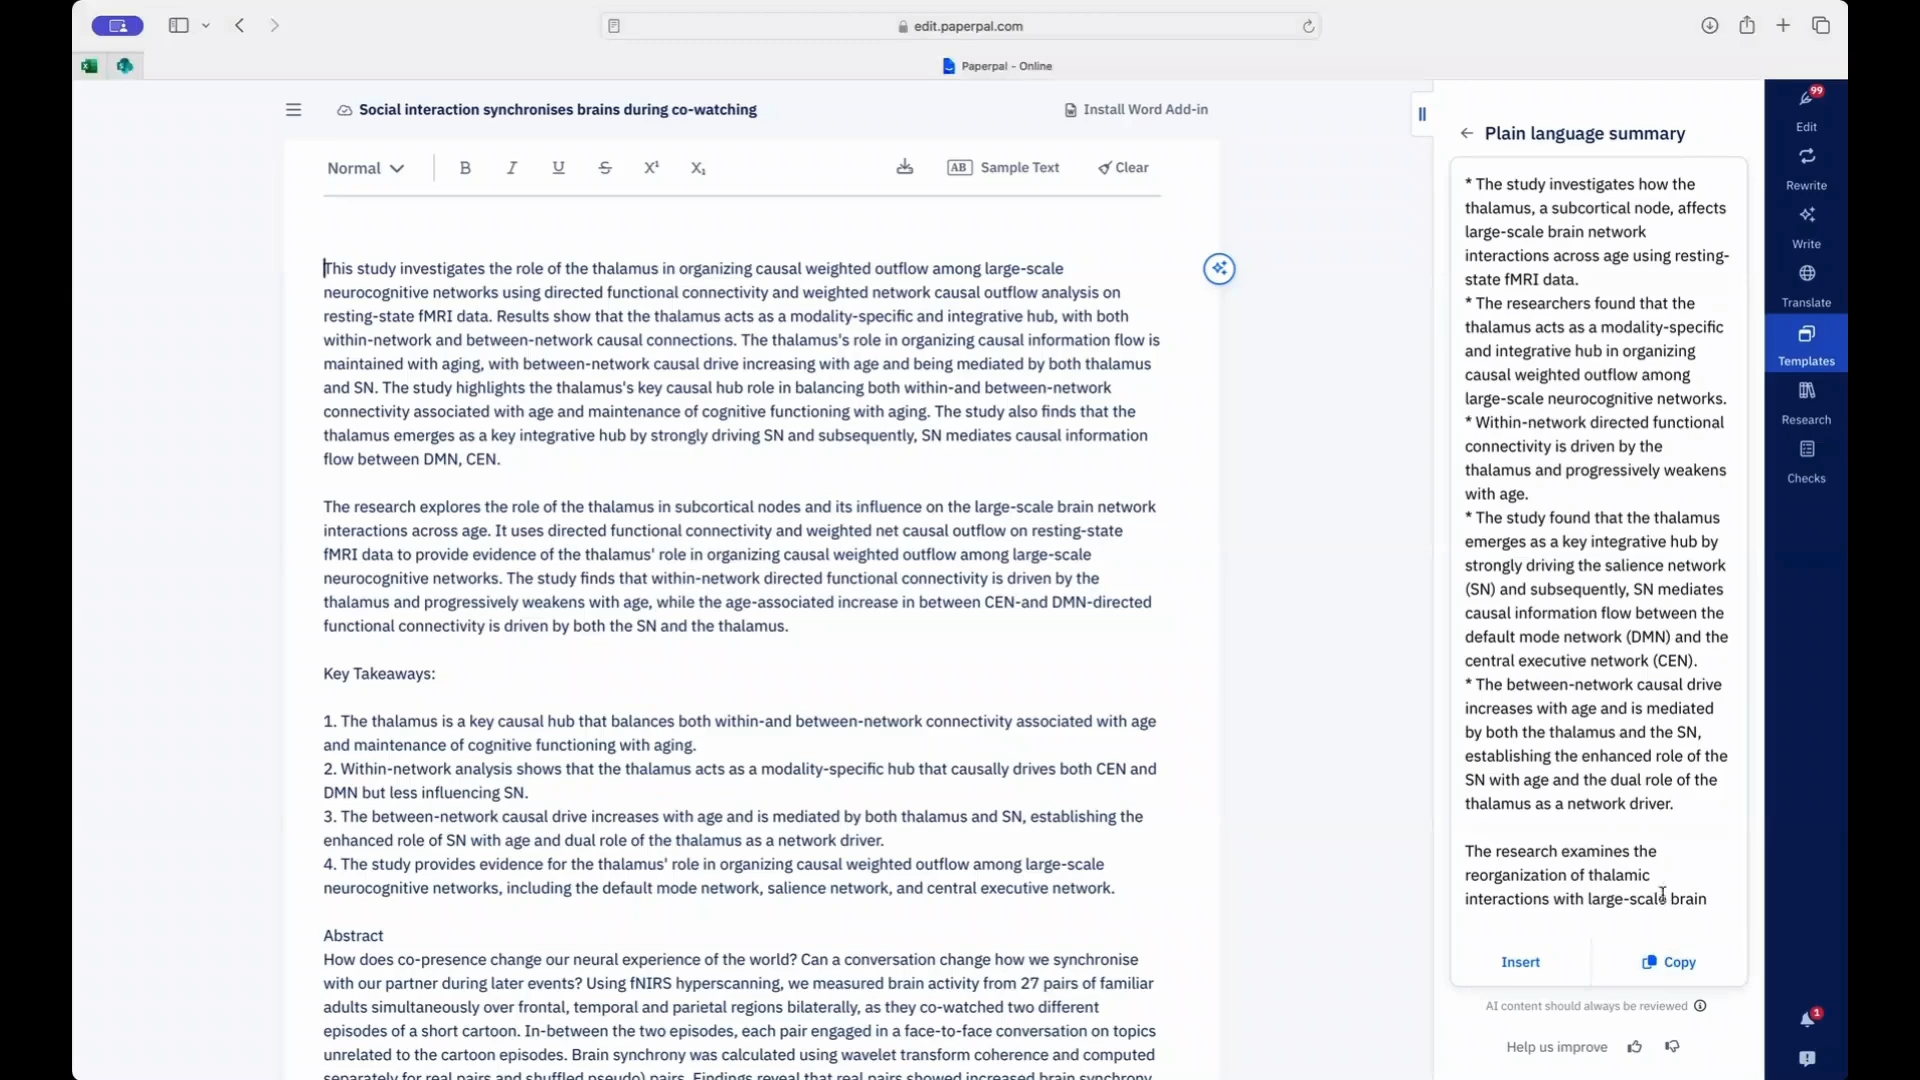 edit.paperpal.com
Paperpal - Online
Social interaction synchronises brains during co-watching
Install Word Add-in
Normal
B
I
U
S
X¹
X₁
AB Sample Text
Clear
This study investigates the role of the thalamus in organizing causal weighted outflow among large-scale
neurocognitive networks using directed functional connectivity and weighted network causal outflow analysis on
resting-state fMRI data. Results show that the thalamus acts as a modality-specific and integrative hub, with both
within-network and between-network causal connections. The thalamus's role in organizing causal information flow is
maintained with aging, with between-network causal drive increasing with age and being mediated by both thalamus
and SN. The study highlights the thalamus's key causal hub role in balancing both within-and between-network
connectivity associated with age and maintenance of cognitive functioning with aging. The study also finds that the
thalamus emerges as a key integrative hub by strongly driving SN and subsequently, SN mediates causal information
flow between DMN, CEN.
The research explores the role of the thalamus in subcortical nodes and its influence on the large-scale brain network
interactions across age. It uses directed functional connectivity and weighted net causal outflow on resting-state
fMRI data to provide evidence of the thalamus' role in organizing causal weighted outflow among large-scale
neurocognitive networks. The study finds that within-network directed functional connectivity is driven by the
thalamus and progressively weakens with age, while the age-associated increase in between CEN-and DMN-directed
functional connectivity is driven by both the SN and the thalamus.
Key Takeaways:
1. The thalamus is a key causal hub that balances both within-and between-network connectivity associated with age
and maintenance of cognitive functioning with aging.
2. Within-network analysis shows that the thalamus acts as a modality-specific hub that causally drives both CEN and
DMN but less influencing SN.
3. The between-network causal drive increases with age and is mediated by both thalamus and SN, establishing the
enhanced role of SN with age and dual role of the thalamus as a network driver.
4. The study provides evidence for the thalamus' role in organizing causal weighted outflow among large-scale
neurocognitive networks, including the default mode network, salience network, and central executive network.
Abstract
How does co-presence change our neural experience of the world? Can a conversation change how we synchronise
with our partner during later events? Using fNIRS hyperscanning, we measured brain activity from 27 pairs of familiar
adults simultaneously over frontal, temporal and parietal regions bilaterally, as they co-watched two different
episodes of a short cartoon. In-between the two episodes, each pair engaged in a face-to-face conversation on topics
unrelated to the cartoon episodes. Brain synchrony was calculated using wavelet transform coherence and computed
separately for real pairs and shuffled pseudo) pairs. Findings reveal that real pairs showed increased brain synchrony
Plain language summary
* The study investigates how the
thalamus, a subcortical node, affects
large-scale brain network
interactions across age using resting-
state fMRI data.
* The researchers found that the
thalamus acts as a modality-specific
and integrative hub in organizing
causal weighted outflow among
large-scale neurocognitive networks.
* Within-network directed functional
connectivity is driven by the
thalamus and progressively weakens
with age.
* The study found that the thalamus
emerges as a key integrative hub by
strongly driving the salience network
(SN) and subsequently, SN mediates
causal information flow between the
default mode network (DMN) and the
central executive network (CEN).
* The between-network causal drive
increases with age and is mediated
by both the thalamus and the SN,
establishing the enhanced role of the
SN with age and the dual role of the
thalamus as a network driver.
The research examines the
reorganization of thalamic
interactions with large-scale brain
Insert
Copy
AI content should always be reviewed
Help us improve
99
Edit
Rewrite
Write
Translate
Templates
Research
Checks
1